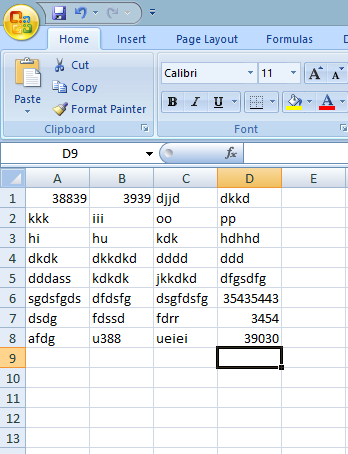 Home Insert Page Layout Formulas
Cut
Calibri 11 A A
Copy
Paste
Format Painter
B I U A
Clipboard Font
D9 fx
A B C D E
1 38839 3939 djjd dkkd
2 kkk iii oo pp
3 hi hu kdk hdhhd
4 dkdk dkkdkd dddd ddd
5 dddass kdkdk jkkdkd dfgsdfg
6 sgdsfgds dfdsfg dsgfdsfg 35435443
7 dsdg fdssd fdrr 3454
8 afdg u388 ueiei 39030
9
10
11
12
13